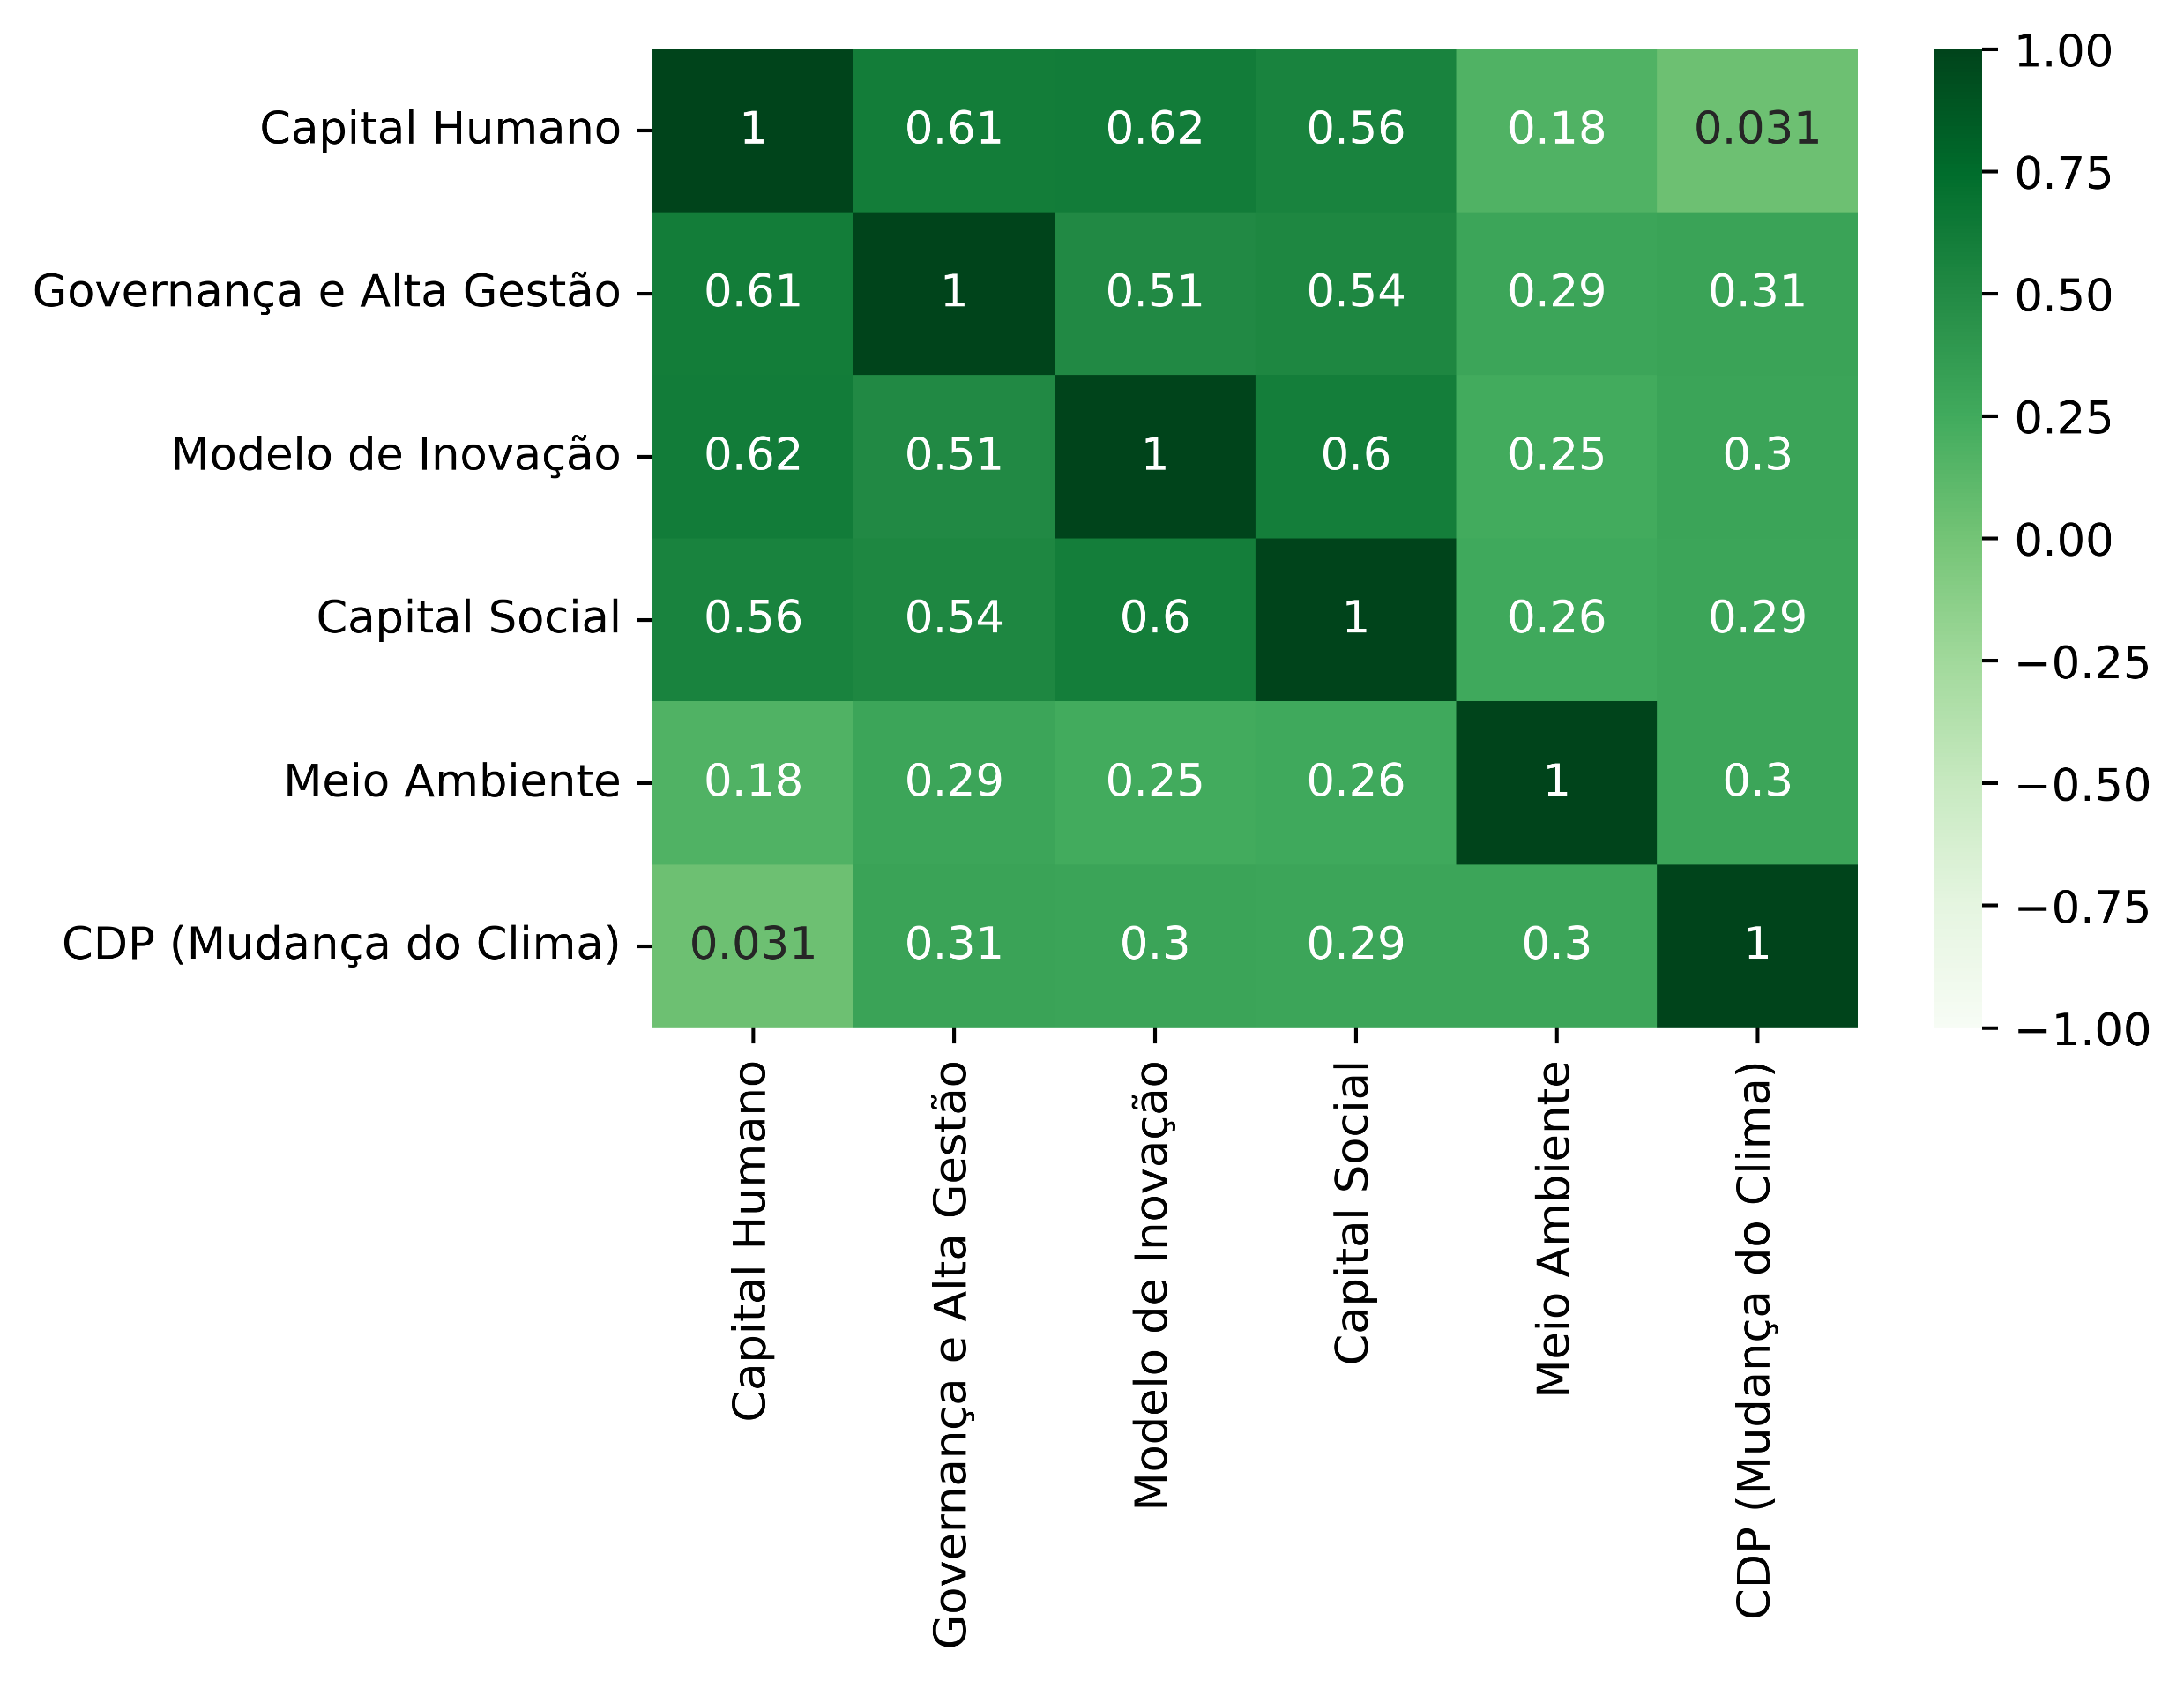 Capital Humano 1 0.61 0.62 0.56 0.18 0.031
Governança e Alta Gestão 0.61 1 0.51 0.54 0.29 0.31
Modelo de Inovação 0.62 0.51 1 0.6 0.25 0.3
Capital Social 0.56 0.54 0.6 1 0.26 0.29
Meio Ambiente 0.18 0.29 0.25 0.26 1 0.3
CDP (Mudança do Clima) 0.031 0.31 0.3 0.29 0.3 1
Capital Humano
Governança e Alta Gestão
Modelo de Inovação
Capital Social
Meio Ambiente
CDP (Mudança do Clima)
1.00
0.75
0.50
0.25
0.00
−0.25
−0.50
−0.75
−1.00